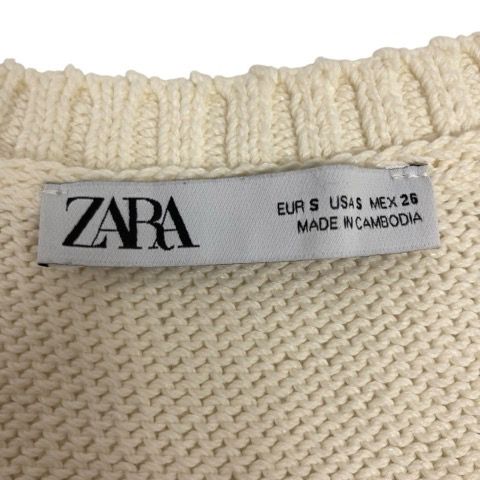 ZARA
EUR S USA S MEX 26
MADE IN CAMBODIA